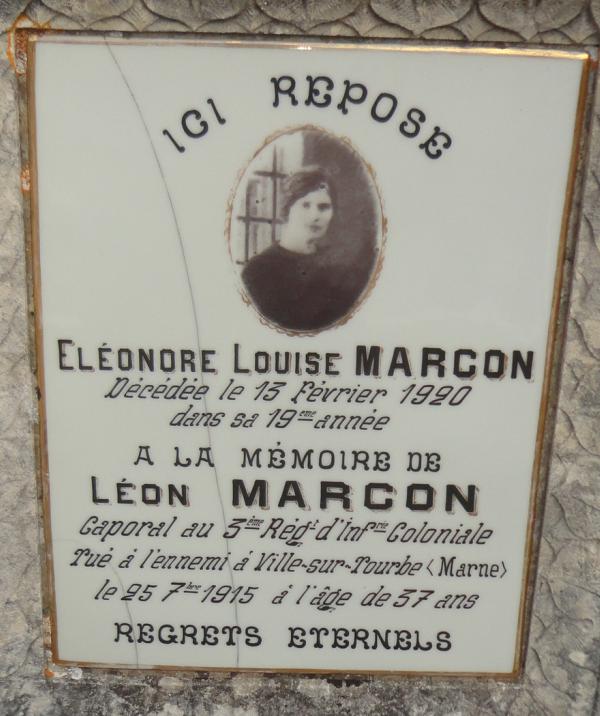 ICI REPOSE
ELÉONORE LOUISE MARCON
Décédée le 13 Février 1920
dans sa 19ème année
A LA MÉMOIRE DE
LÉON MARCON
Caporal au 3ème Régt d'Infrie Coloniale
Tué à l'ennemi à Ville-sur-Tourbe (Marne)
le 25 7bre 1915 à l'âge de 37 ans
REGRETS ETERNELS